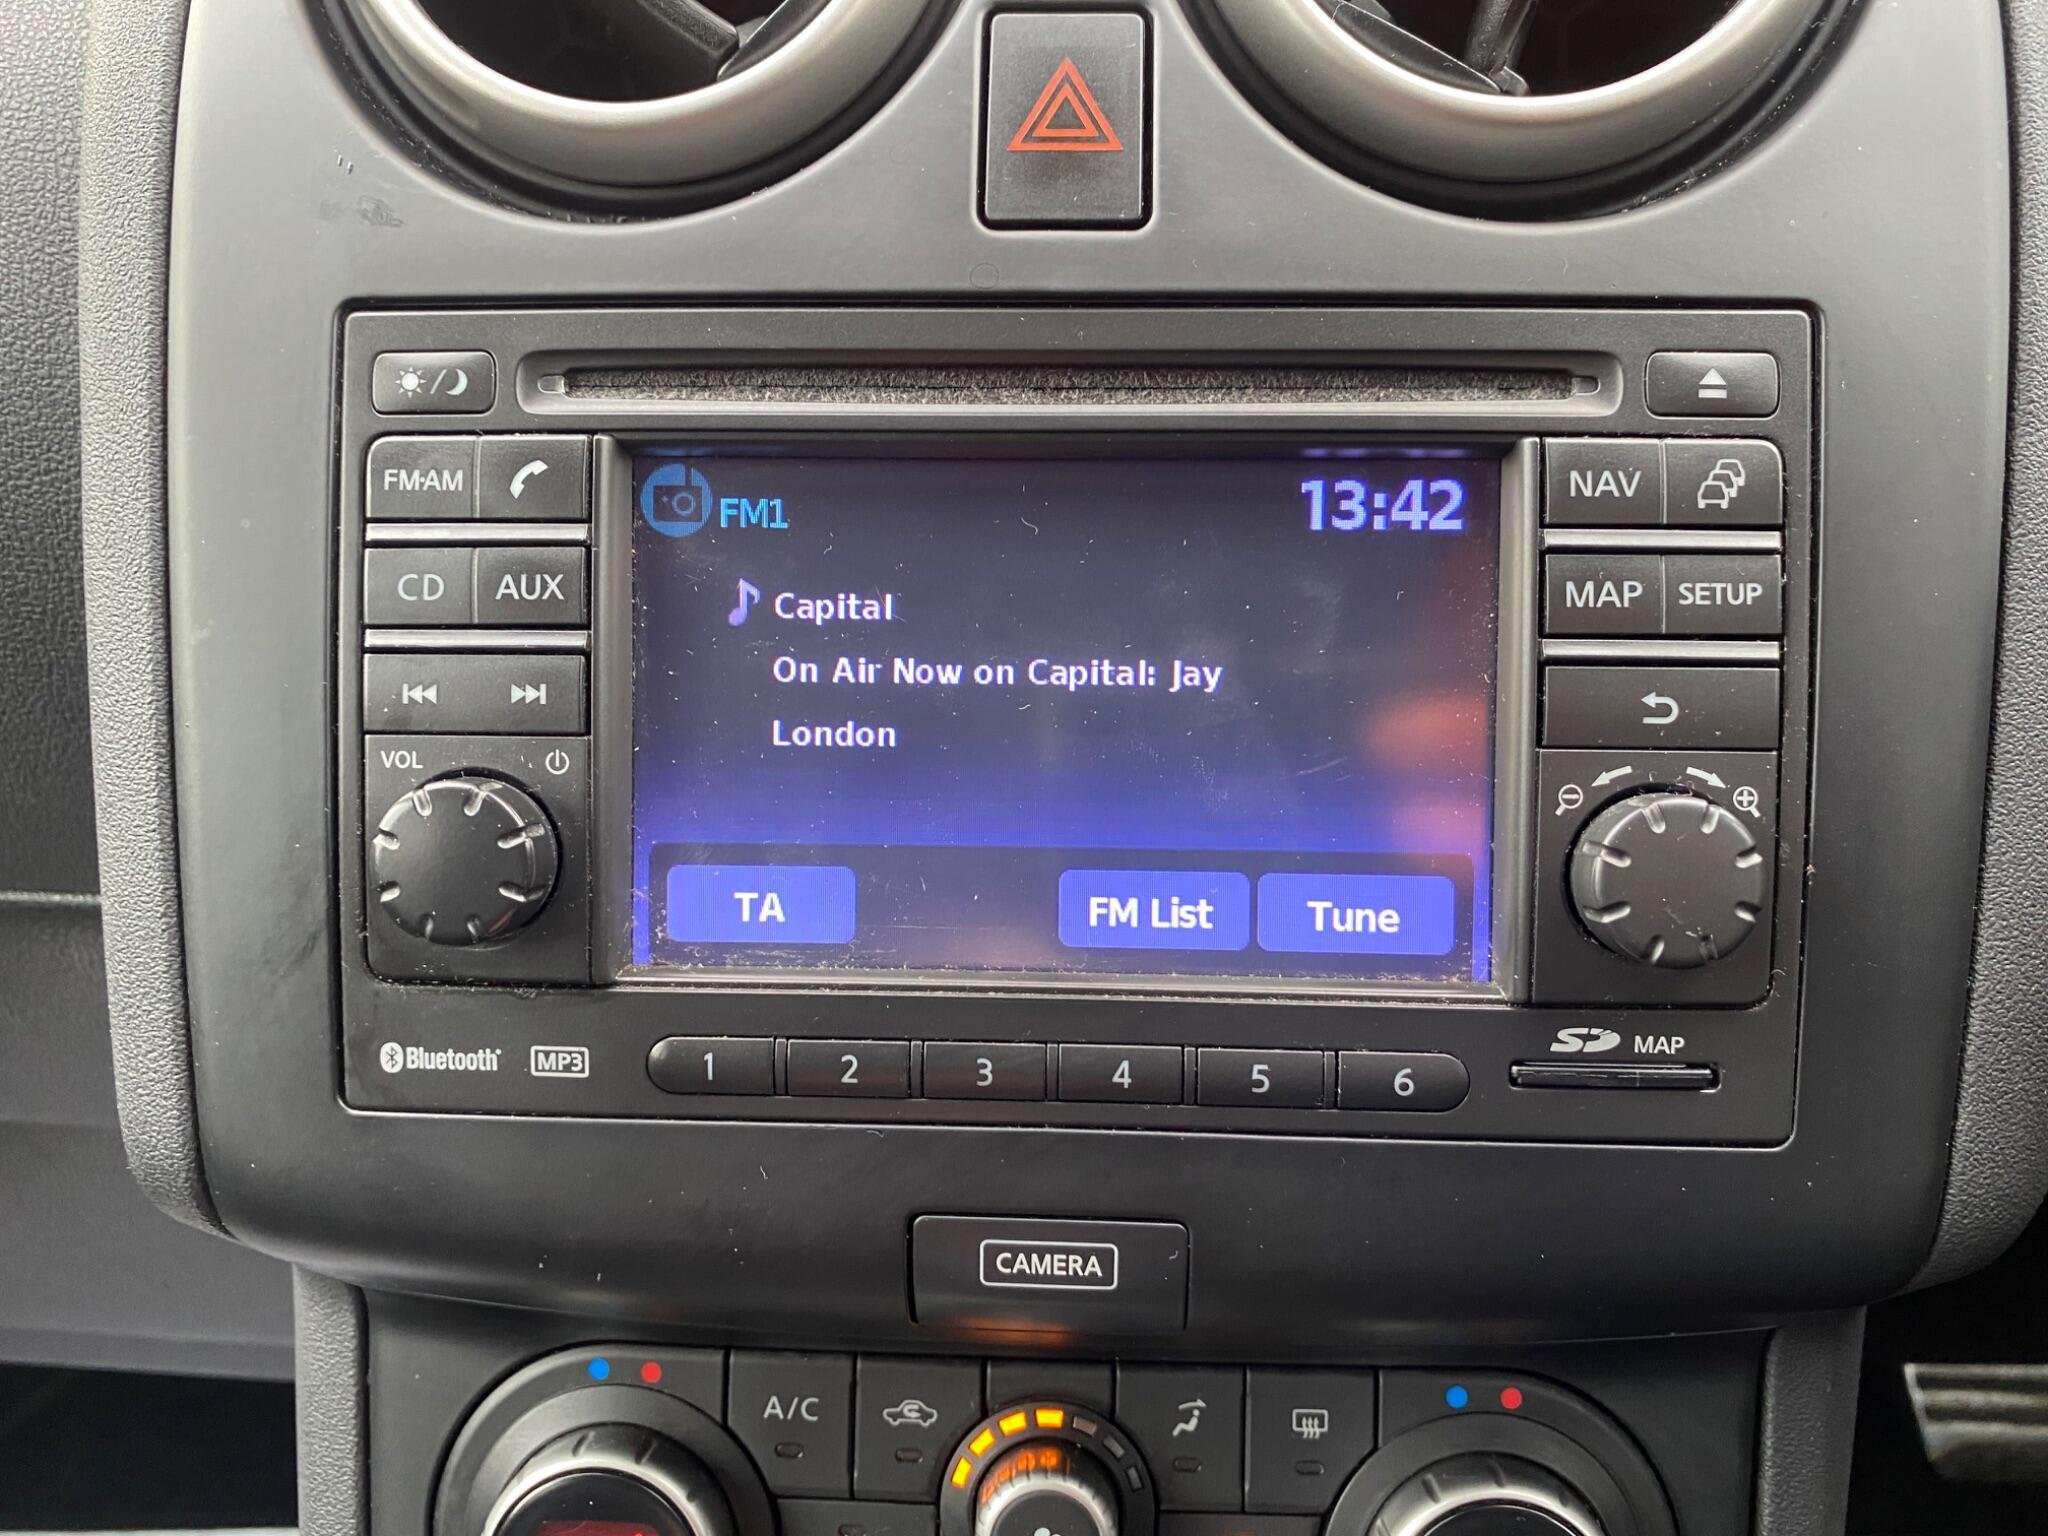 FM·AM
CD AUX
VOL
FM1
13:42
Capital
On Air Now on Capital: Jay
London
TA FM List Tune
NAV
MAP SETUP
Bluetooth MP3
1 2 3 4 5 6
SD MAP
CAMERA
A/C